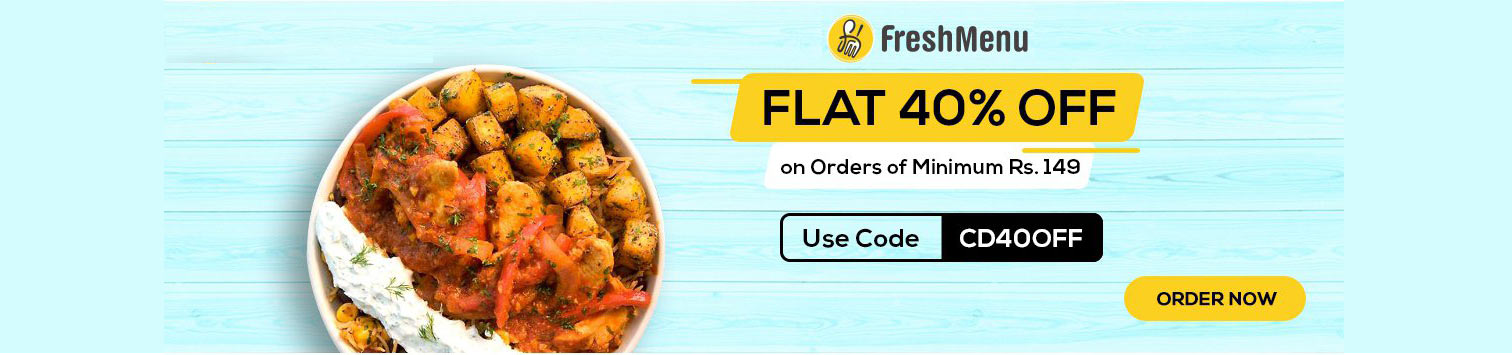 FreshMenu
FLAT 40% OFF
on Orders of Minimum Rs. 149
Use Code CD40OFF
ORDER NOW